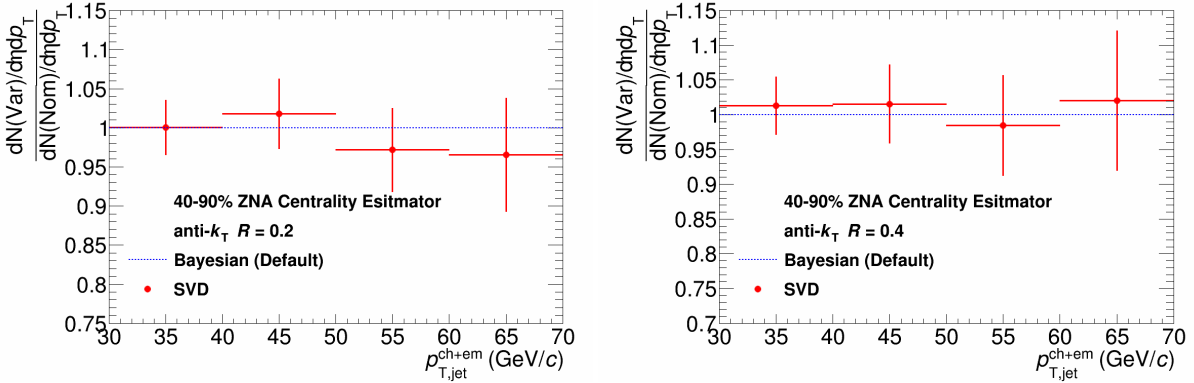 dN(Var)/dηdp_T
dN(Nom)/dηdp_T
1.15
1.1
1.05
1
0.95
0.9
0.85
0.8
0.75
40-90% ZNA Centrality Esitmator
anti-k_T R = 0.2
Bayesian (Default)
SVD
30 35 40 45 50 55 60 65 70
p_T,jet^ch+em (GeV/c)
dN(Var)/dηdp_T
dN(Nom)/dηdp_T
1.15
1.1
1.05
1
0.95
0.9
0.85
0.8
0.75
0.7
40-90% ZNA Centrality Esitmator
anti-k_T R = 0.4
Bayesian (Default)
SVD
30 35 40 45 50 55 60 65 70
p_T,jet^ch+em (GeV/c)